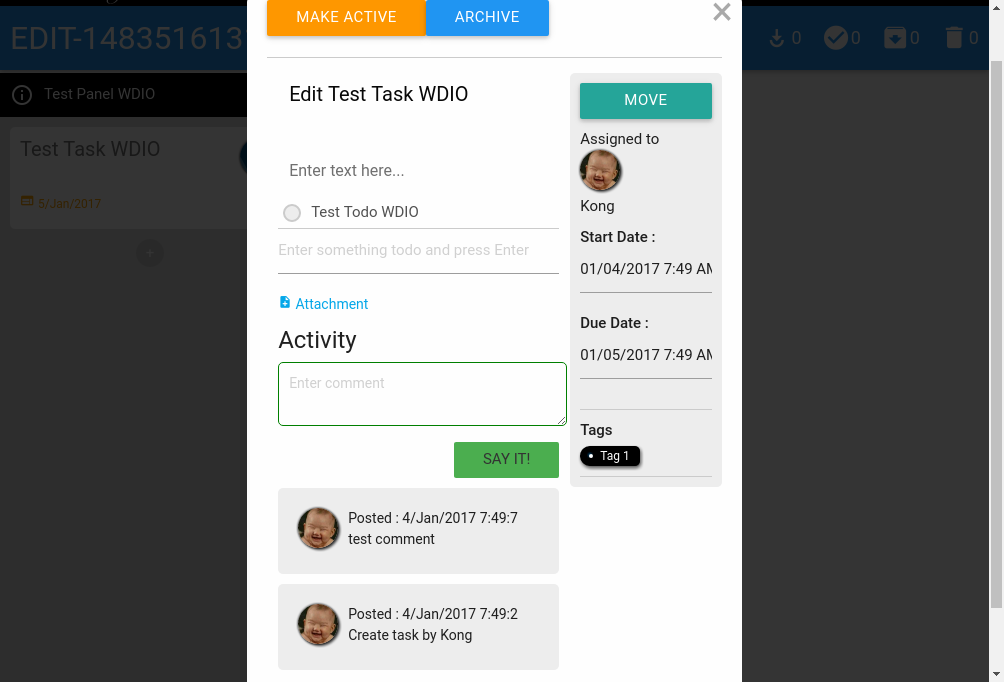 MAKE ACTIVE
ARCHIVE
EDIT-148351613
0
0
0
0
Test Panel WDIO
Test Task WDIO
5/Jan/2017
Edit Test Task WDIO
Enter text here...
Test Todo WDIO
Enter something todo and press Enter
Attachment
Activity
Enter comment
SAY IT!
Posted : 4/Jan/2017 7:49:7
test comment
Posted : 4/Jan/2017 7:49:2
Create task by Kong
MOVE
Assigned to
Kong
Start Date :
01/04/2017 7:49 AM
Due Date :
01/05/2017 7:49 AM
Tags
Tag 1